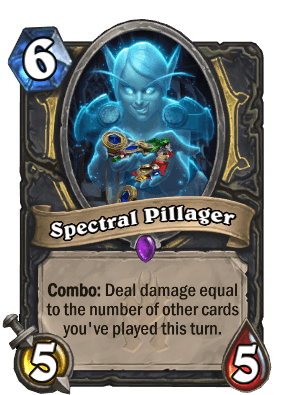 6
Spectral Pillager
Combo: Deal damage equal
to the number of other cards
you've played this turn.
5
5